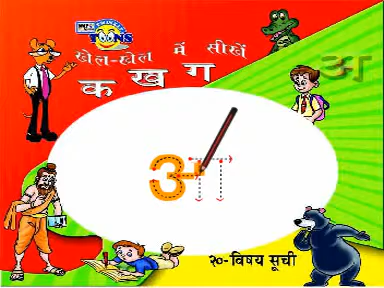 TOONS
खेल-खेल में सीखें
क ख ग
अ
अ
२०-विषय सूची